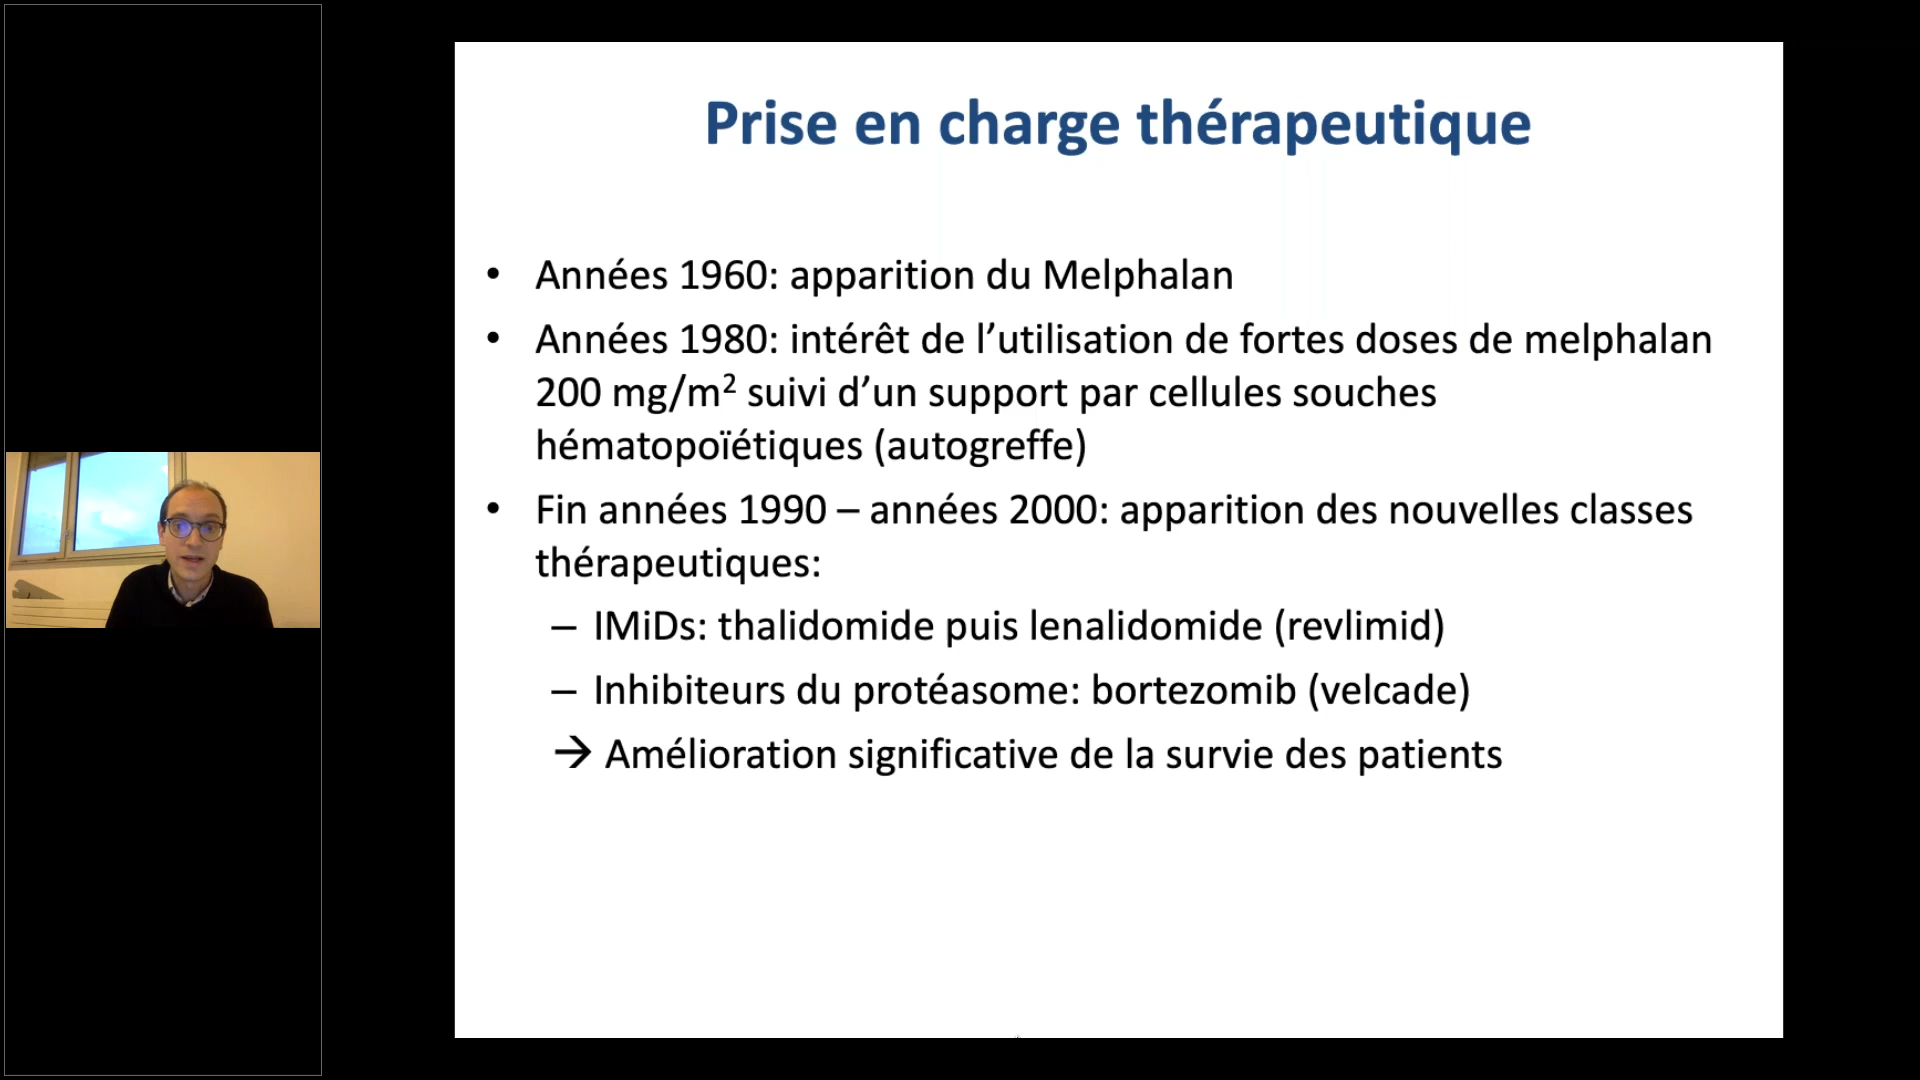 Prise en charge thérapeutique
• Années 1960: apparition du Melphalan
• Années 1980: intérêt de l’utilisation de fortes doses de melphalan
200 mg/m² suivi d’un support par cellules souches
hématopoïétiques (autogreffe)
• Fin années 1990 – années 2000: apparition des nouvelles classes
thérapeutiques:
– IMiDs: thalidomide puis lenalidomide (revlimid)
– Inhibiteurs du protéasome: bortezomib (velcade)
→ Amélioration significative de la survie des patients